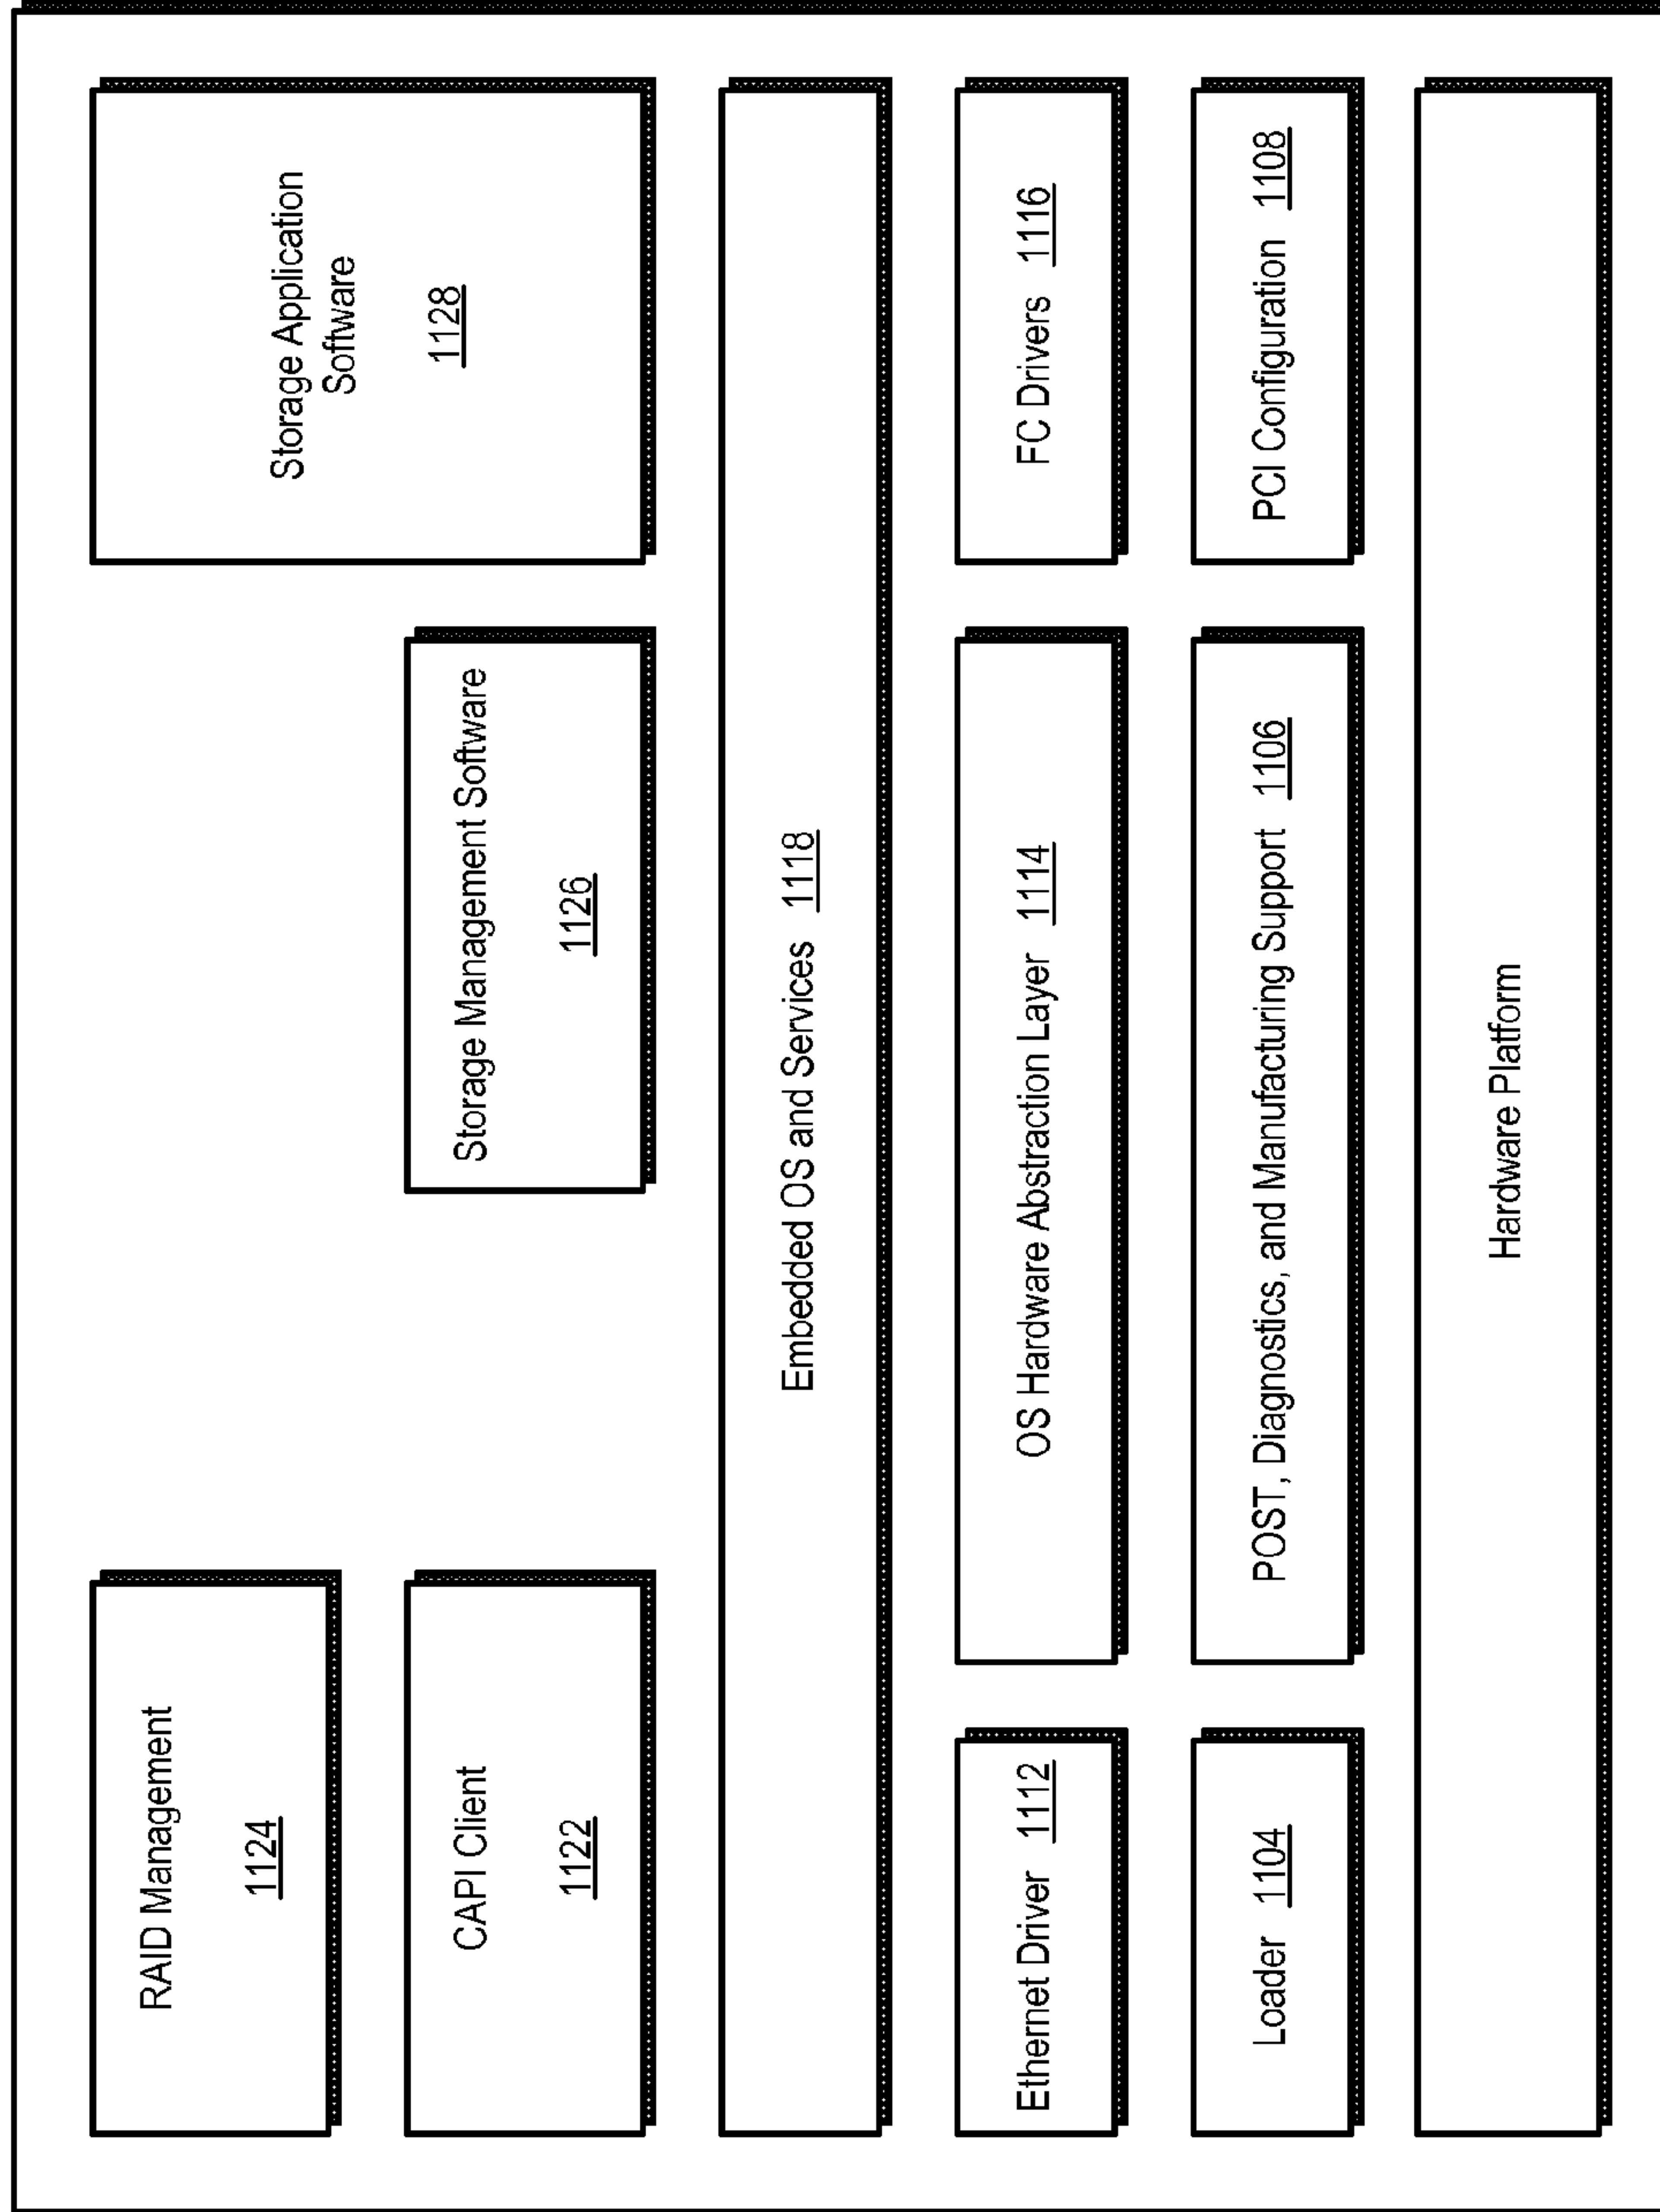 RAID Management
1124
Storage Application
Software
1128
CAPI Client
1122
Storage Management Software
1126
Embedded OS and Services 1118
Ethernet Driver 1112
OS Hardware Abstraction Layer 1114
FC Drivers 1116
Loader 1104
POST, Diagnostics, and Manufacturing Support 1106
PCI Configuration 1108
Hardware Platform